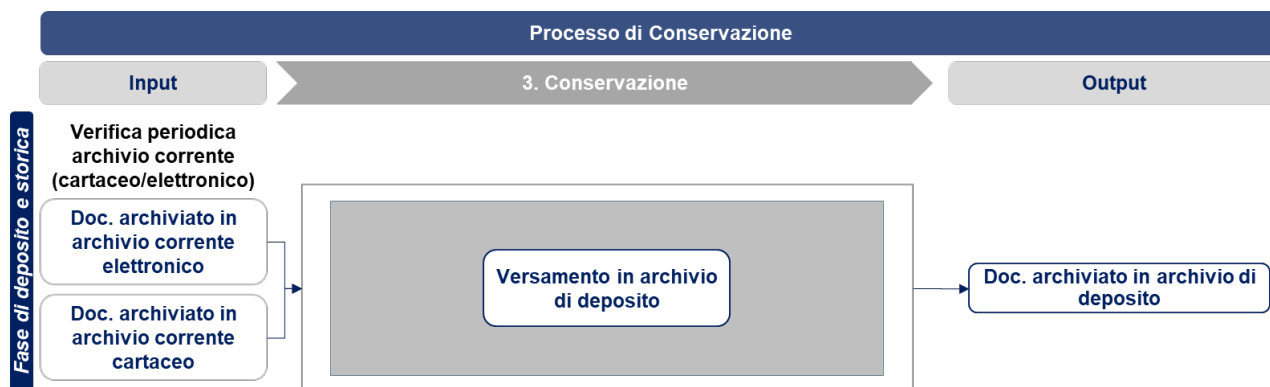 Processo di Conservazione
Input
3. Conservazione
Output
Fase di deposito e storica
Verifica periodica
archivio corrente
(cartaceo/elettronico)
Doc. archiviato in
archivio corrente
elettronico
Doc. archiviato in
archivio corrente
cartaceo
Versamento in archivio
di deposito
Doc. archiviato in archivio di
deposito